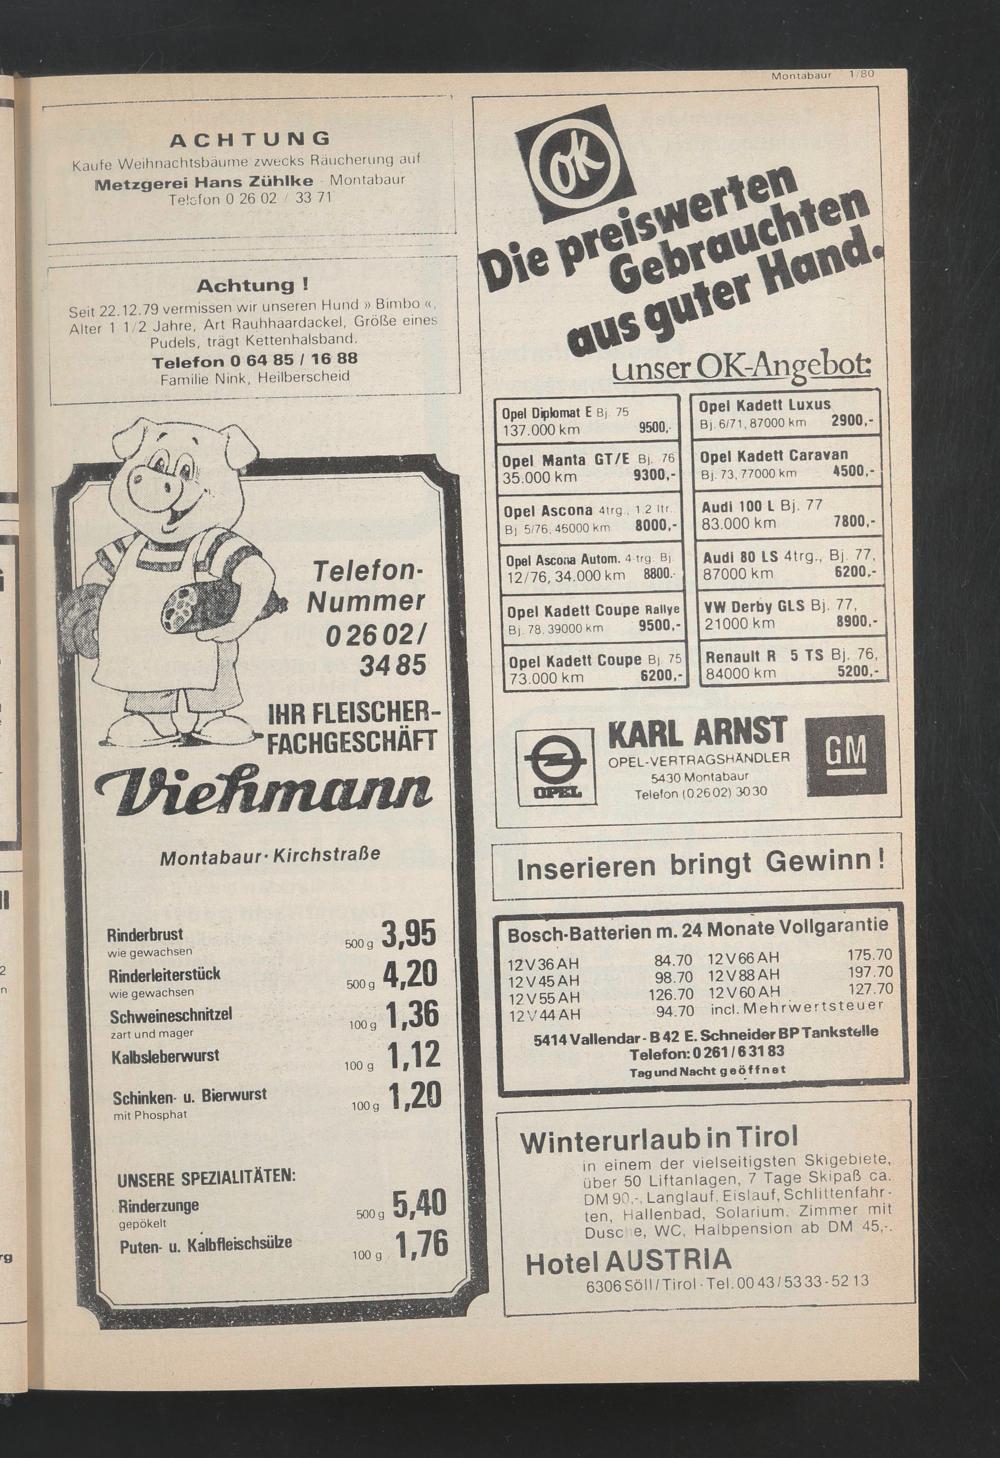 Montabaur 1/80
ACHTUNG
Kaufe Weihnachtsbäume zwecks Räucherung auf
Metzgerei Hans Zühlke - Montabaur
Telefon 0 26 02 / 33 71
Achtung !
Seit 22.12.79 vermissen wir unseren Hund » Bimbo «,
Alter 1 1/2 Jahre, Art Rauhhaardackel, Größe eines
Pudels, trägt Kettenhalsband.
Telefon 0 64 85 / 16 88
Familie Nink, Heilberscheid
Telefon-
Nummer
0 26 02/
34 85
IHR FLEISCHER-
FACHGESCHÄFT
Viehmann
Montabaur · Kirchstraße
Rinderbrust
wie gewachsen 500 g 3,95
Rinderleiterstück
wie gewachsen 500 g 4,20
Schweineschnitzel
zart und mager 100 g 1,36
Kalbsleberwurst 100 g 1,12
Schinken- u. Bierwurst
mit Phosphat 100 g 1,20
UNSERE SPEZIALITÄTEN:
Rinderzunge
gepökelt 500 g 5,40
Puten- u. Kalbfleischsülze 100 g 1,76
OK
Die preiswerten
Gebrauchten
aus guter Hand.
unser OK-Angebot:
Opel Diplomat E Bj. 75
137.000 km 9500,-
Opel Manta GT/E Bj. 76
35.000 km 9300,-
Opel Ascona 4trg., 1,2 ltr.
Bj. 5/76, 46000 km 8000,-
Opel Ascona Autom. 4 trg. Bj.
12/76, 34.000 km 8800.-
Opel Kadett Coupe Rallye
Bj. 78, 39000 km 9500,-
Opel Kadett Coupe Bj. 75
73.000 km 6200,-
Opel Kadett Luxus
Bj. 6/71, 87000 km 2900,-
Opel Kadett Caravan
Bj. 73, 77000 km 4500,-
Audi 100 L Bj. 77
83.000 km 7800,-
Audi 80 LS 4trg., Bj. 77,
87000 km 6200.-
VW Derby GLS Bj. 77,
21000 km 8900,-
Renault R 5 TS Bj. 76,
84000 km 5200,-
OPEL
KARL ARNST
OPEL-VERTRAGSHÄNDLER
5430 Montabaur
Telefon (0 26 02) 30 30
GM
Inserieren bringt Gewinn !
Bosch-Batterien m. 24 Monate Vollgarantie
12 V 36 AH 84.70 12 V 66 AH 175.70
12 V 45 AH 98.70 12 V 88 AH 197.70
12 V 55 AH 126.70 12 V 60 AH 127.70
12 V 44 AH 94.70 incl. Mehrwertsteuer
5414 Vallendar - B 42 E. Schneider BP Tankstelle
Telefon: 0 261 / 6 31 83
Tag und Nacht geöffnet
Winterurlaub in Tirol
in einem der vielseitigsten Skigebiete,
über 50 Liftanlagen, 7 Tage Skipaß ca.
DM 90,-, Langlauf, Eislauf, Schlittenfahr-
ten, Hallenbad, Solarium. Zimmer mit
Dusche, WC, Halbpension ab DM 45,-.
Hotel AUSTRIA
6306 Söll / Tirol - Tel. 00 43 / 53 33 - 52 13